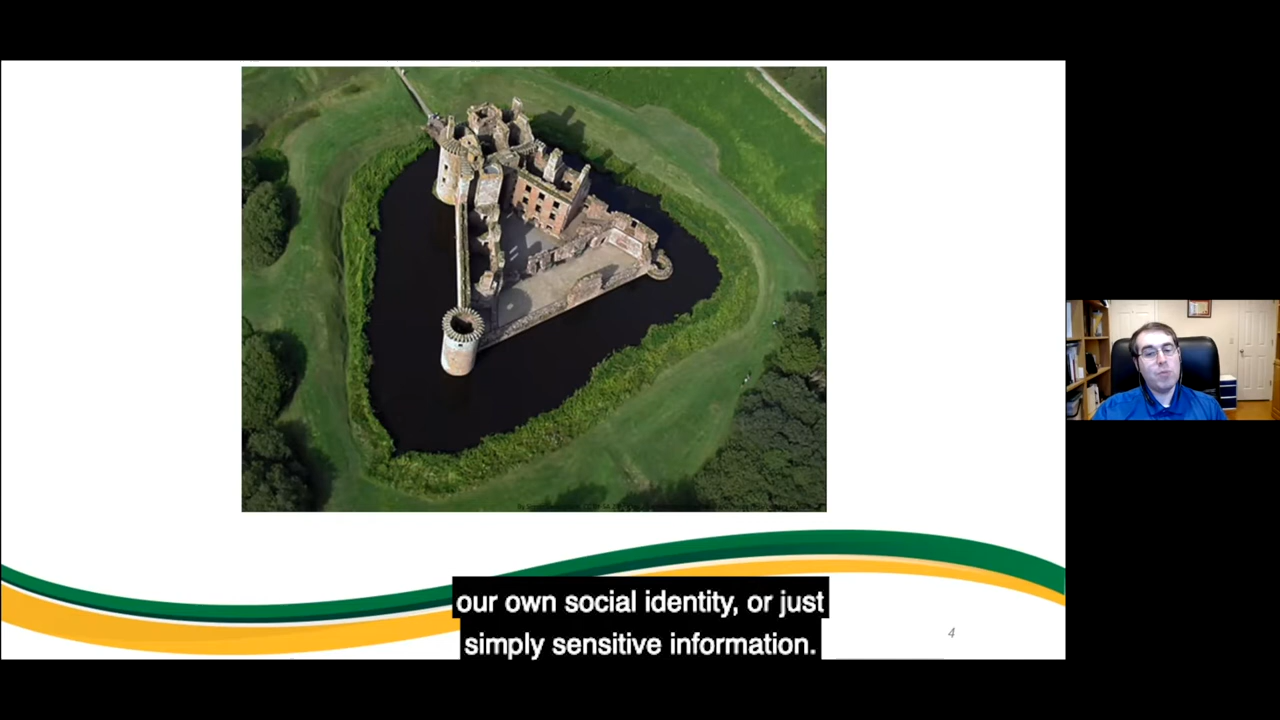 our own social identity, or just
simply sensitive information.
4